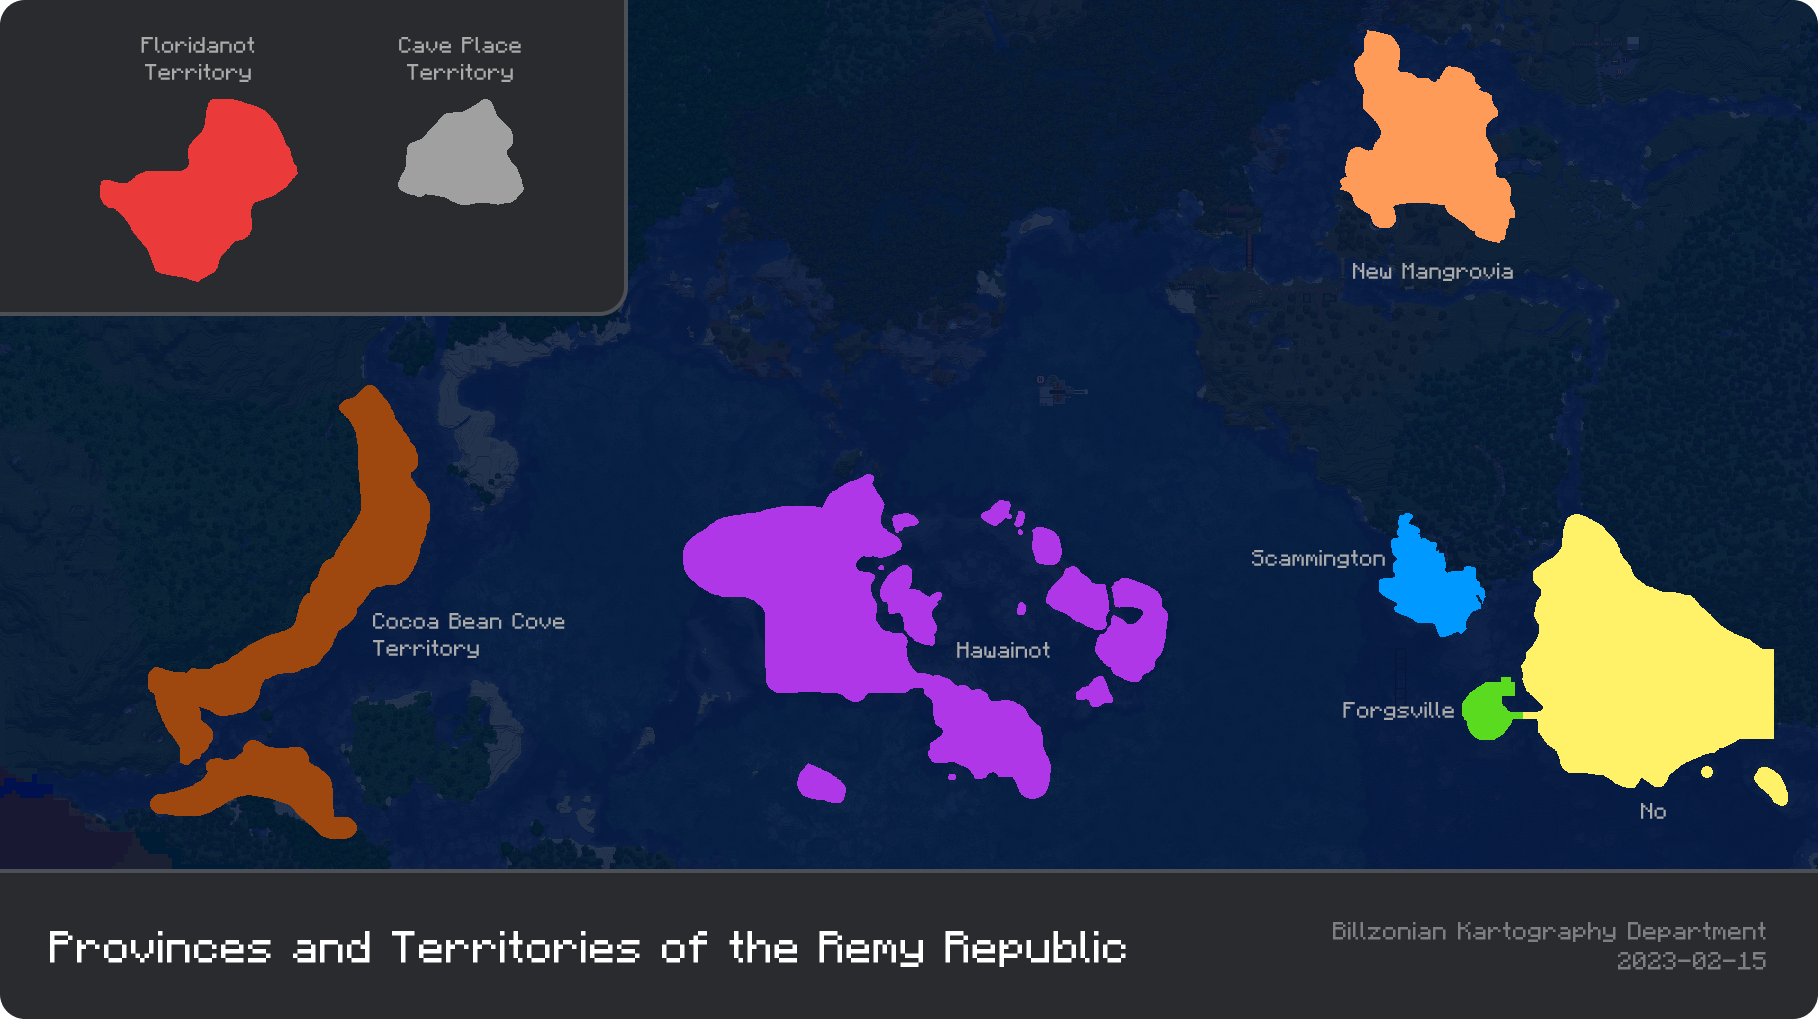 Floridanot
Territory
Cave Place
Territory
New Mangrovia
Scammington
Cocoa Bean Cove
Territory
Hawainot
Forgsville
No
Provinces and Territories of the Remy Republic
Billzonian Kartography Department
2023-02-15